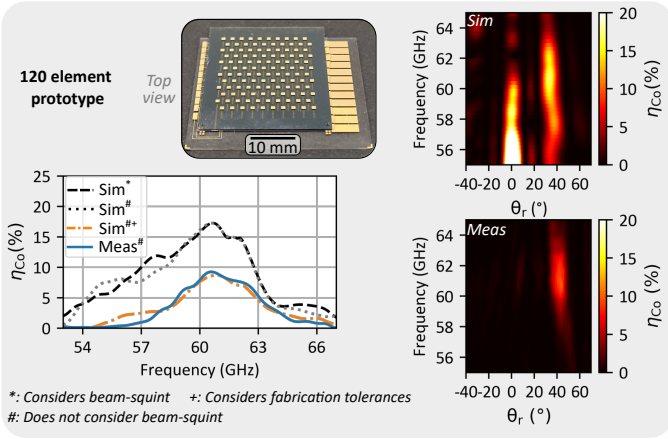 120 element
prototype
Top
view
10 mm
Sim
Frequency (GHz)
64
62
60
58
56
-40 -20 0 20 40 60
θr (°)
20
15
10
5
0
ηCo(%)
25
20
15
10
5
0
ηCo(%)
Sim*
Sim#
Sim#+
Meas#
54 57 60 63 66
Frequency (GHz)
Meas
Frequency (GHz)
64
62
60
58
56
-40 -20 0 20 40 60
θr (°)
20
15
10
5
0
ηCo(%)
*: Considers beam-squint +: Considers fabrication tolerances
#: Does not consider beam-squint